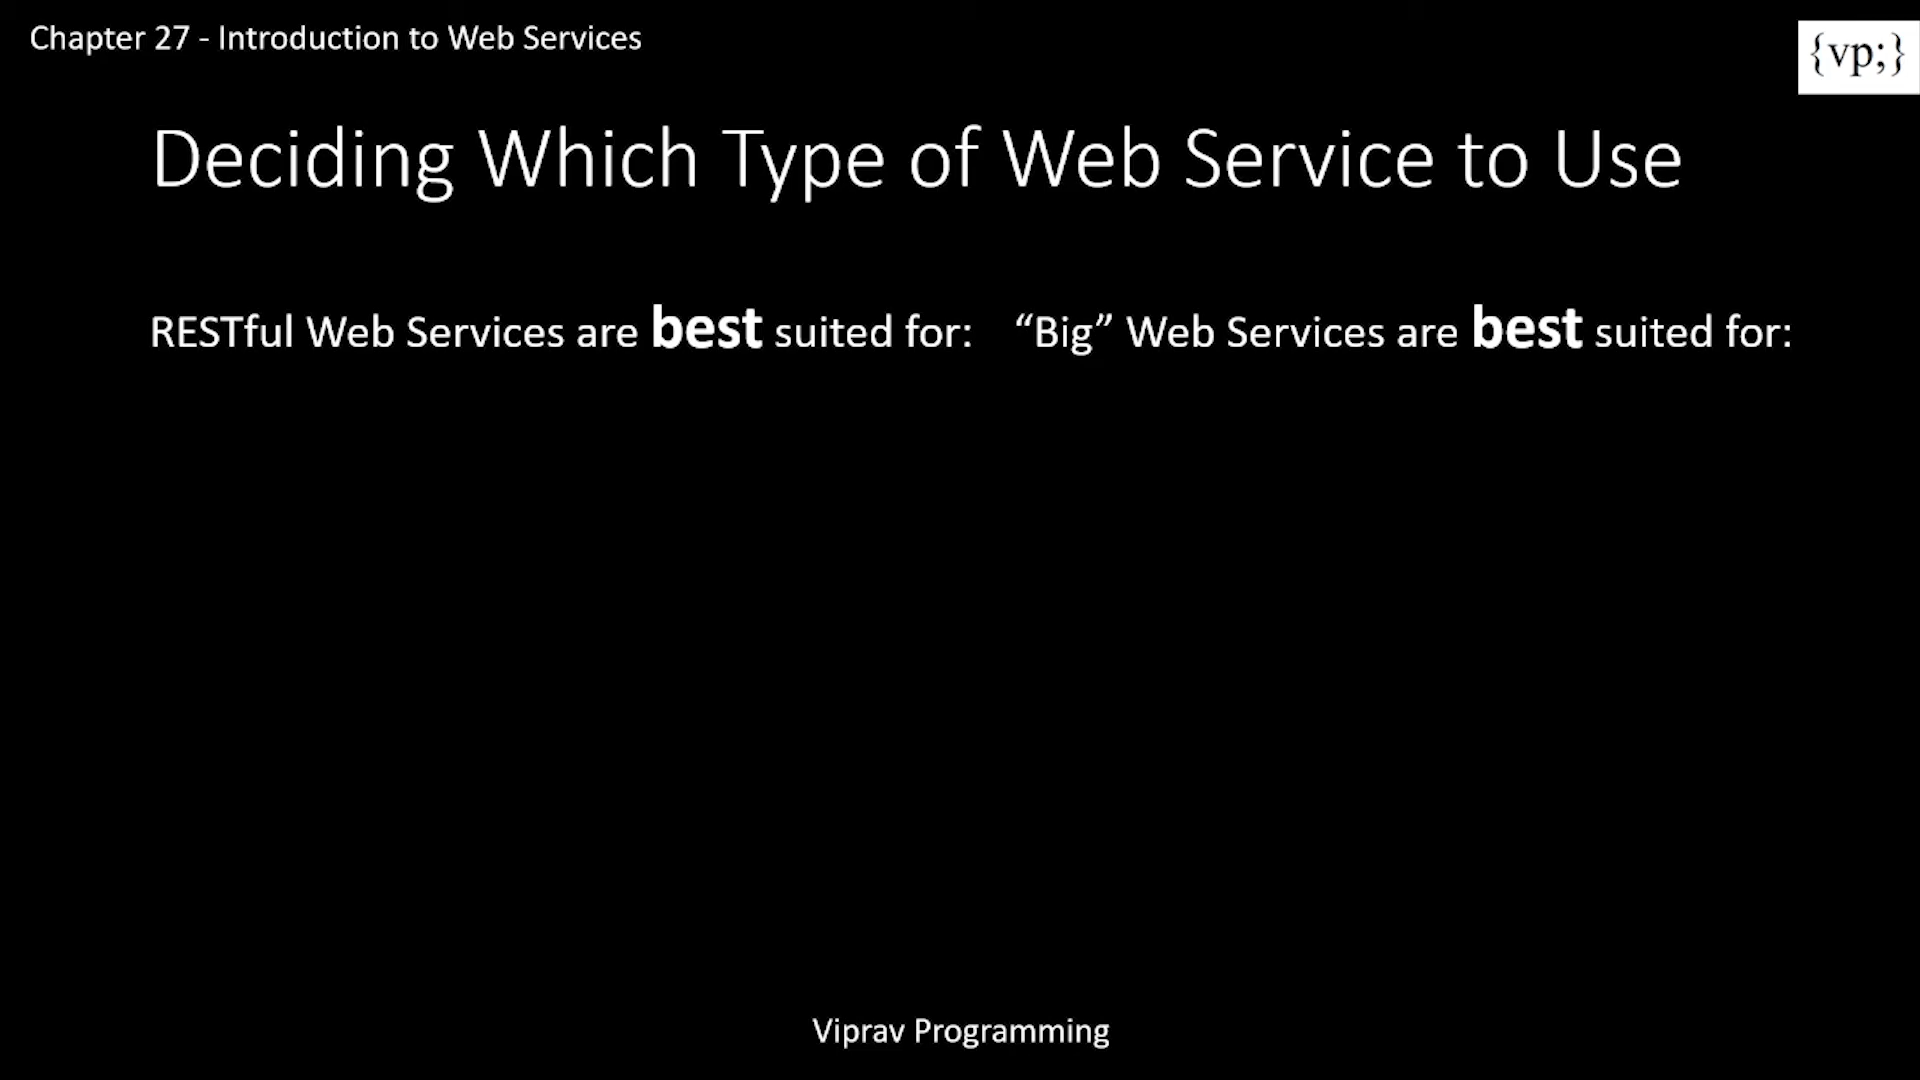 Chapter 27 - Introduction to Web Services
{vp;}
Deciding Which Type of Web Service to Use
RESTful Web Services are best suited for:
“Big” Web Services are best suited for:
Viprav Programming